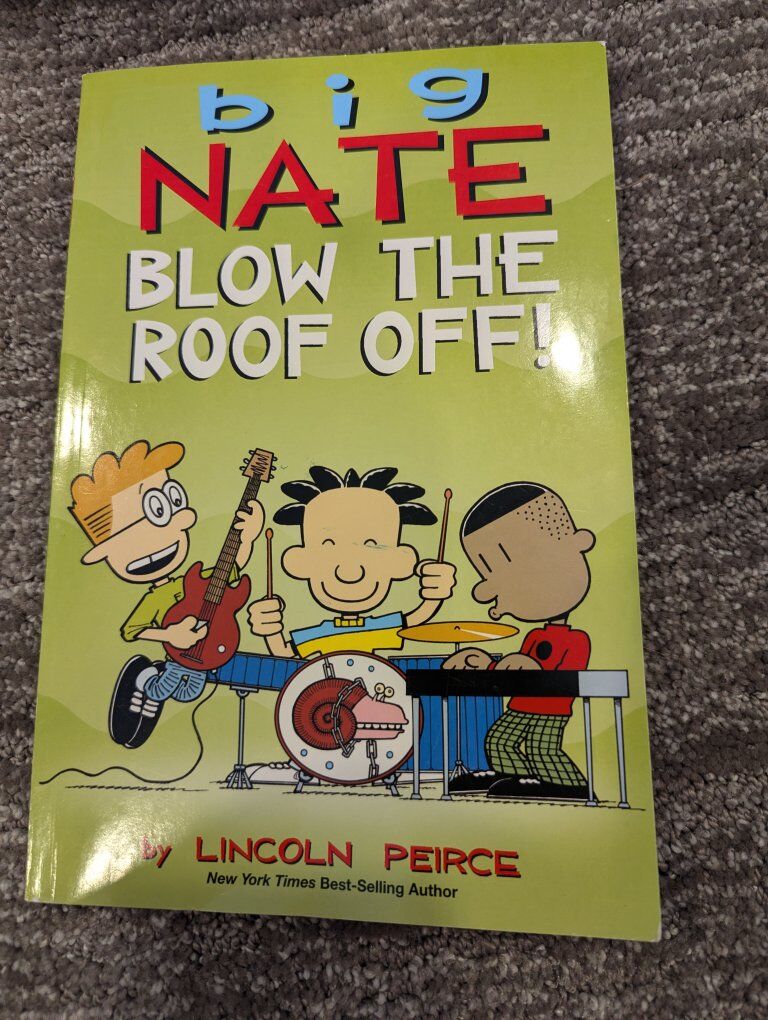 big
NATE
BLOW THE
ROOF OFF!
by LINCOLN PEIRCE
New York Times Best-Selling Author